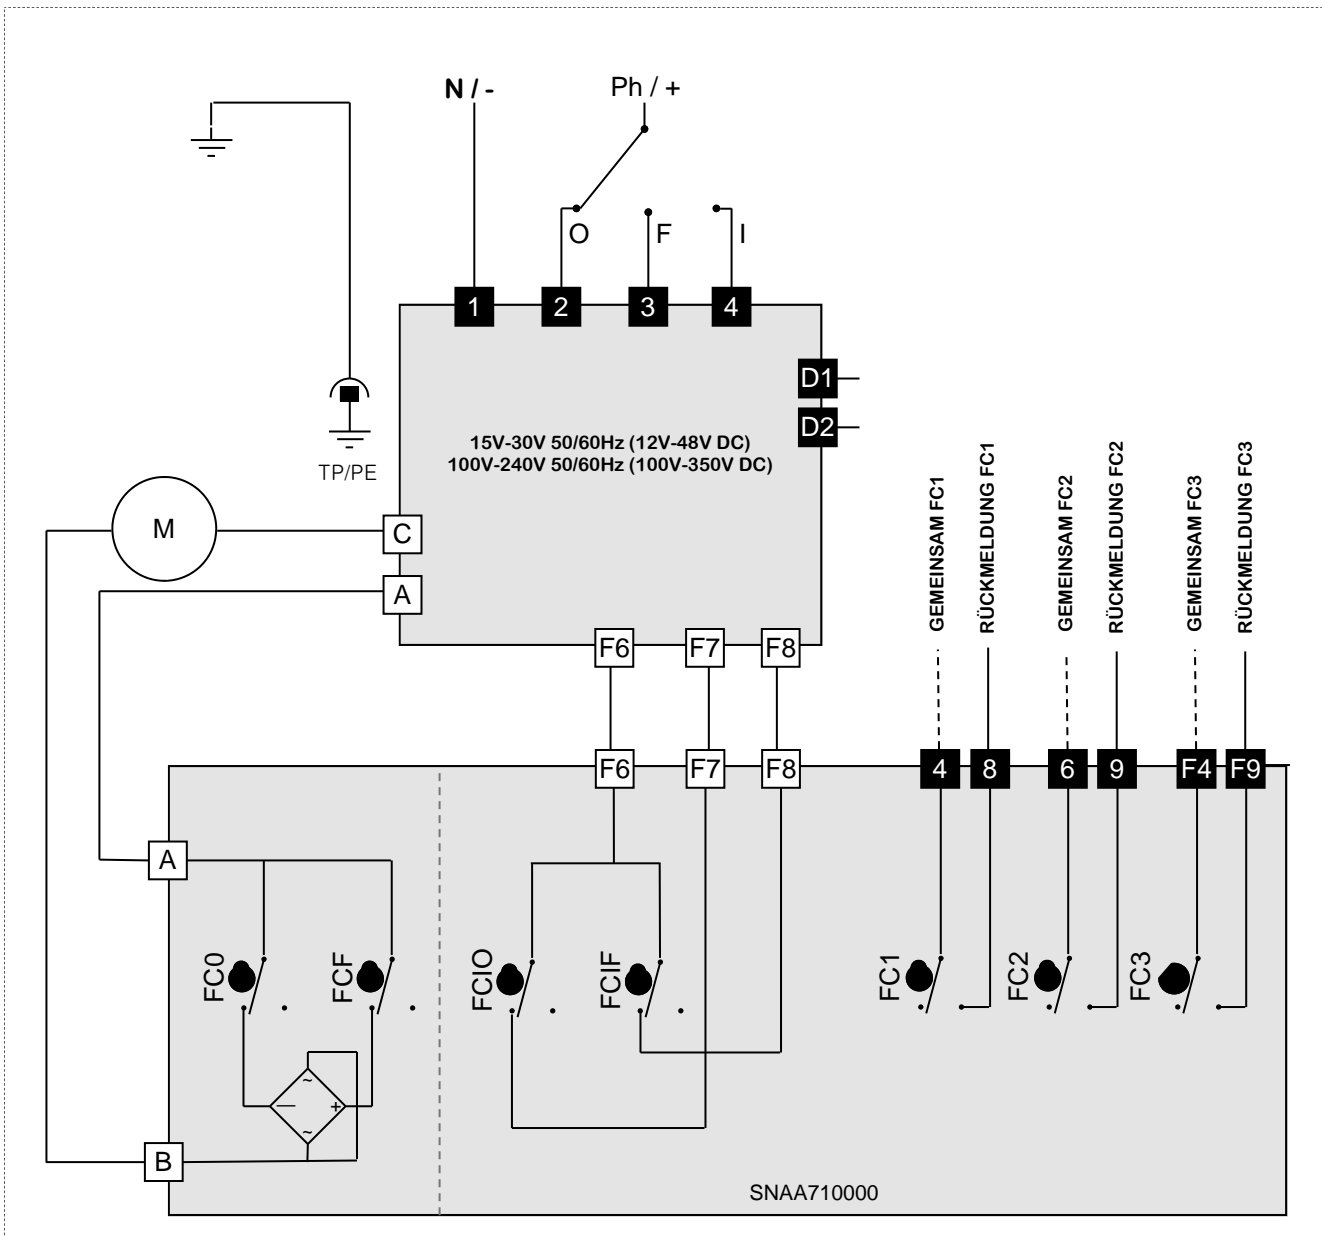 N / -
Ph / +
O
F
I
1
2
3
4
D1
D2
15V-30V 50/60Hz (12V-48V DC)
100V-240V 50/60Hz (100V-350V DC)
TP/PE
M
C
A
F6
F7
F8
GEMEINSAM FC1
RÜCKMELDUNG FC1
GEMEINSAM FC2
RÜCKMELDUNG FC2
GEMEINSAM FC3
RÜCKMELDUNG FC3
F6
F7
F8
4
8
6
9
F4
F9
A
FC0
FCF
FCIO
FCIF
FC1
FC2
FC3
~
—
+
~
B
SNAA710000